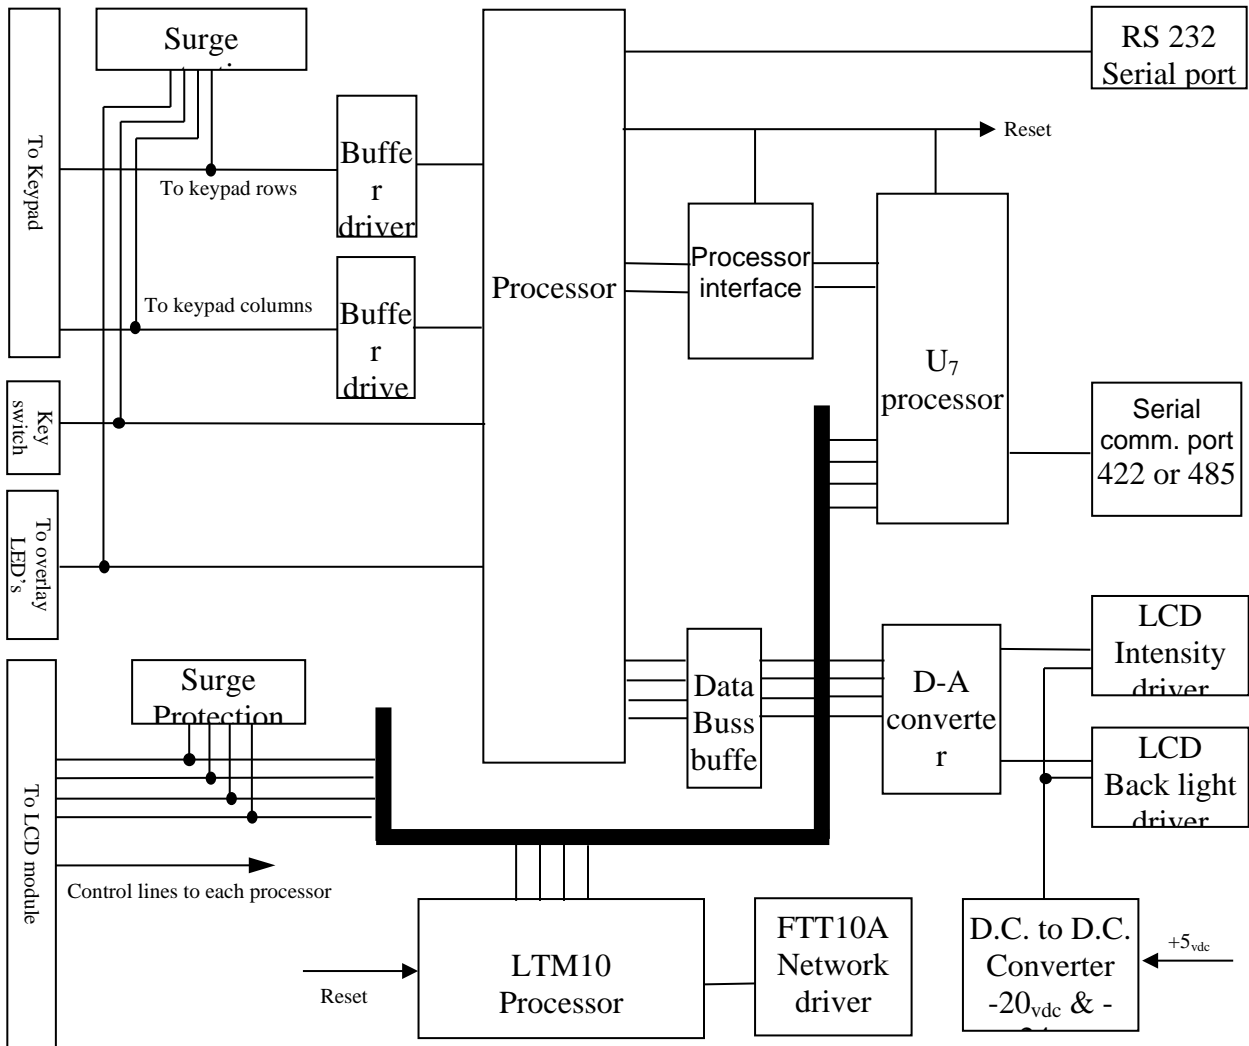 Surge
To Keypad
To keypad rows
Buffe
r
driver
To keypad columns
Buffe
r
drive
Key
switch
To overlay
LED's
Processor
RS 232
Serial port
Reset
Processor
interface
U₇
processor
Serial
comm. port
422 or 485
To LCD module
Surge
Protection
Control lines to each processor
Data
Buss
buffe
D-A
converte
r
LCD
Intensity
driver
LCD
Back light
driver
Reset
LTM10
Processor
FTT10A
Network
driver
D.C. to D.C.
Converter
-20vdc & -
+5vdc